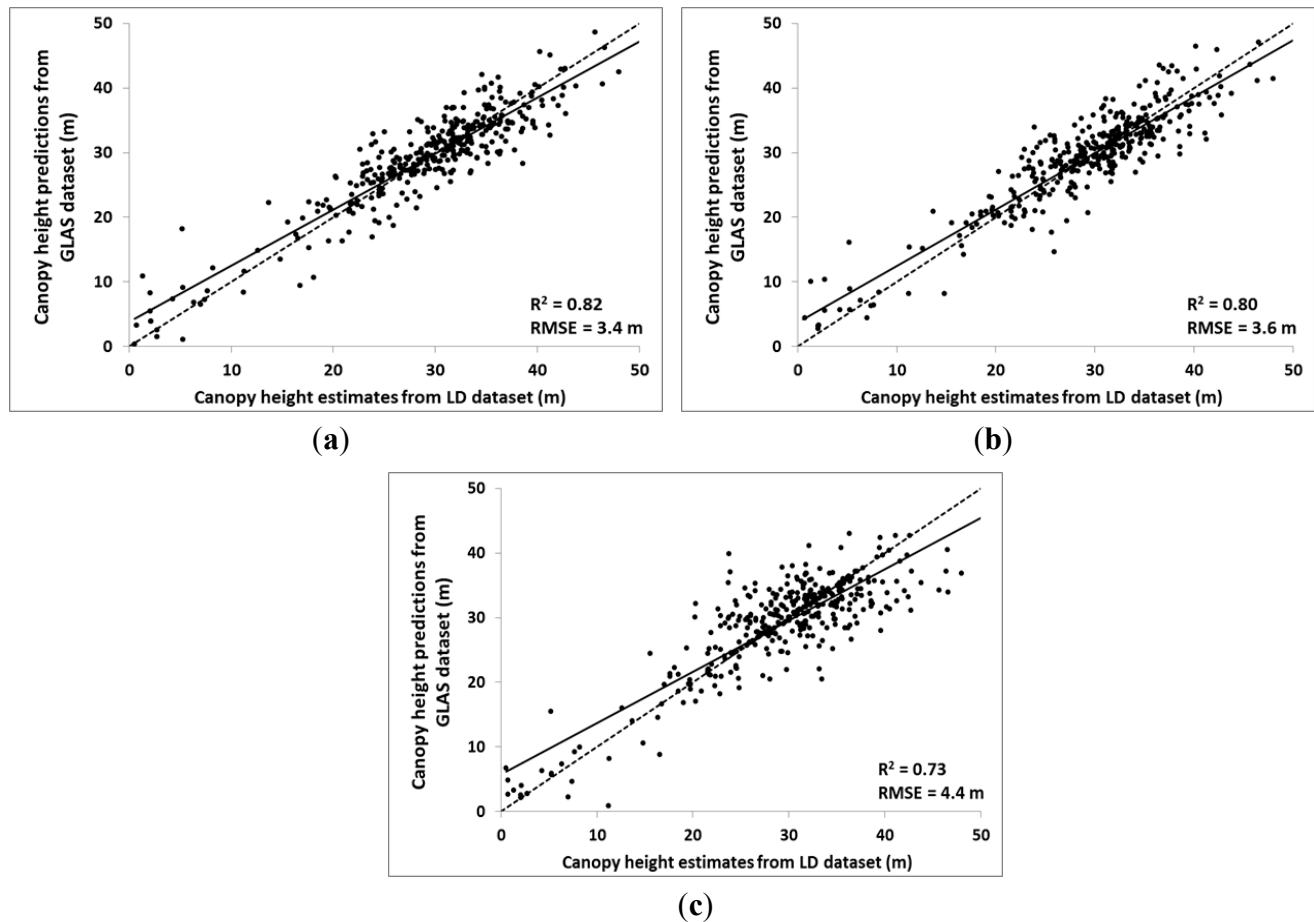 50
40
30
20
10
0
Canopy height predictions from
GLAS dataset (m)
R² = 0.82
RMSE = 3.4 m
0 10 20 30 40 50
Canopy height estimates from LD dataset (m)
(a)
50
40
30
20
10
0
Canopy height predictions from
GLAS dataset (m)
R² = 0.80
RMSE = 3.6 m
0 10 20 30 40 50
Canopy height estimates from LD dataset (m)
(b)
50
40
30
20
10
0
Canopy height predictions from
GLAS dataset (m)
R² = 0.73
RMSE = 4.4 m
0 10 20 30 40 50
Canopy height estimates from LD dataset (m)
(c)